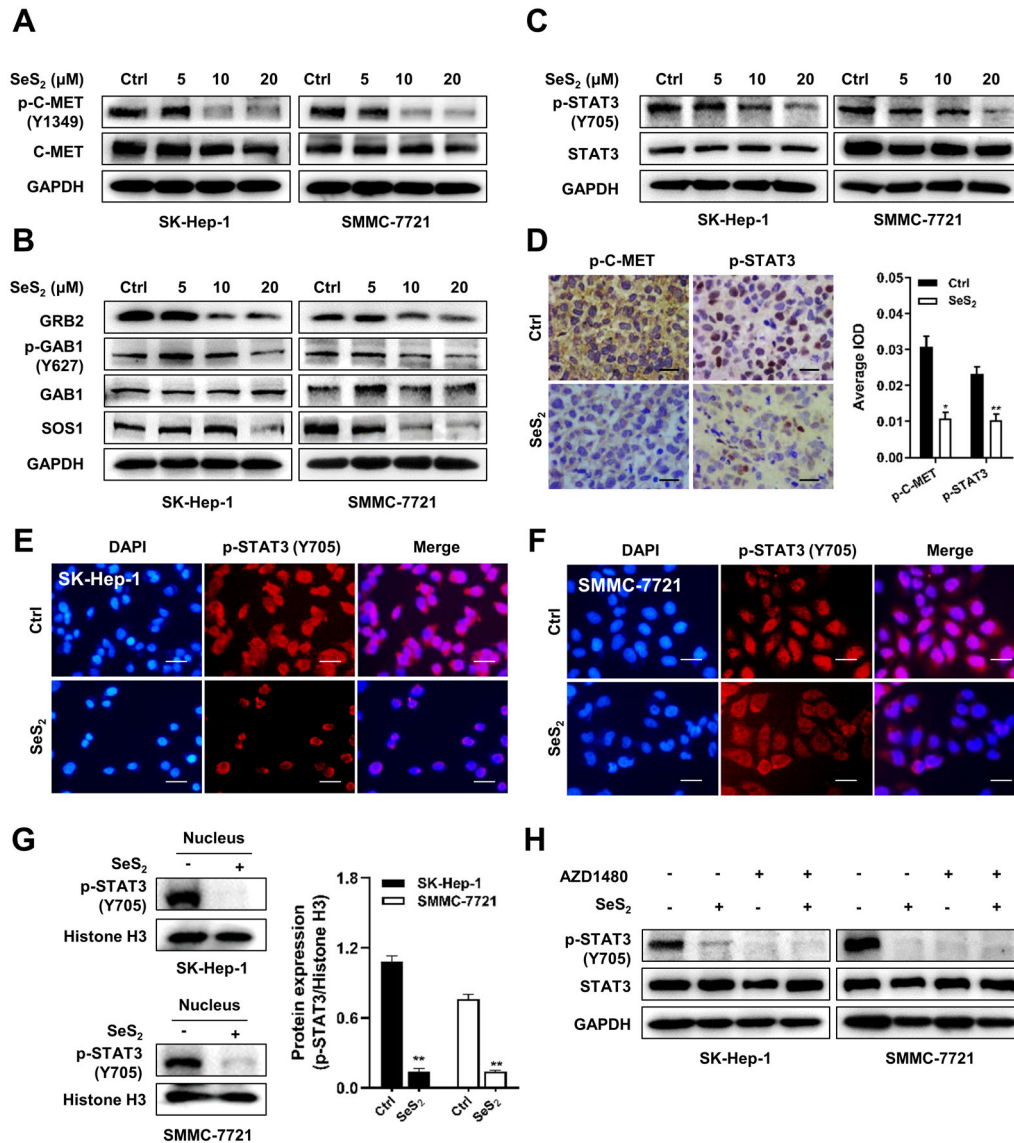 A
SeS₂ (µM) Ctrl 5 10 20 Ctrl 5 10 20
p-C-MET
(Y1349)
C-MET
GAPDH
SK-Hep-1 SMMC-7721
B
SeS₂ (µM) Ctrl 5 10 20 Ctrl 5 10 20
GRB2
p-GAB1
(Y627)
GAB1
SOS1
GAPDH
SK-Hep-1 SMMC-7721
C
SeS₂ (µM) Ctrl 5 10 20 Ctrl 5 10 20
p-STAT3
(Y705)
STAT3
GAPDH
SK-Hep-1 SMMC-7721
D
p-C-MET p-STAT3
Ctrl
SeS₂
Average IOD
0.05
0.04
0.03
0.02
0.01
0.00
Ctrl
SeS₂
*
**
p-C-MET p-STAT3
E
DAPI p-STAT3 (Y705) Merge
SK-Hep-1
Ctrl
SeS₂
F
DAPI p-STAT3 (Y705) Merge
SMMC-7721
Ctrl
SeS₂
G
Nucleus
SeS₂ - +
p-STAT3
(Y705)
Histone H3
SK-Hep-1
Nucleus
SeS₂ - +
p-STAT3
(Y705)
Histone H3
SMMC-7721
Protein expression
(p-STAT3/Histone H3)
1.8
1.2
0.6
0.0
SK-Hep-1
SMMC-7721
**
**
Ctrl SeS₂ Ctrl SeS₂
H
AZD1480 - - + + - - + +
SeS₂ - + - + - + - +
p-STAT3
(Y705)
STAT3
GAPDH
SK-Hep-1 SMMC-7721